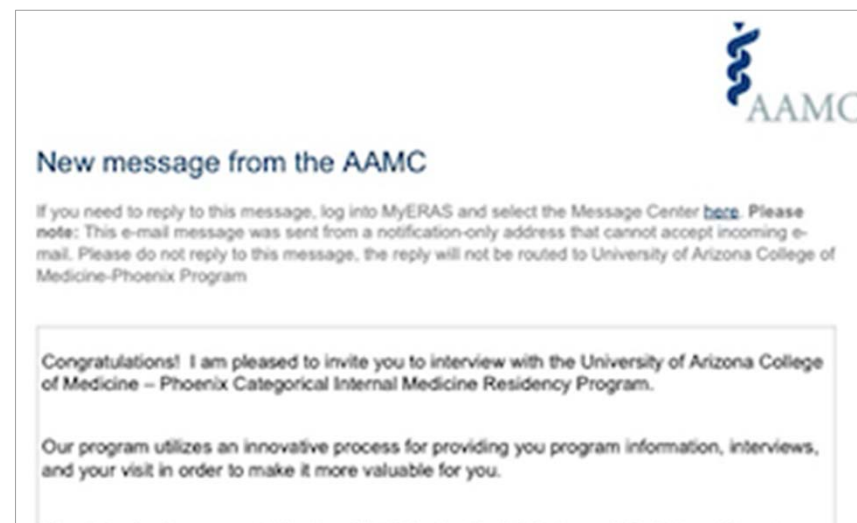 AAMC
New message from the AAMC
If you need to reply to this message, log into MyERAS and select the Message Center here. Please
note: This e-mail message was sent from a notification-only address that cannot accept incoming e-
mail. Please do not reply to this message, the reply will not be routed to University of Arizona College of
Medicine-Phoenix Program
Congratulations!  I am pleased to invite you to interview with the University of Arizona College
of Medicine – Phoenix Categorical Internal Medicine Residency Program.
Our program utilizes an innovative process for providing you program information, interviews,
and your visit in order to make it more valuable for you.